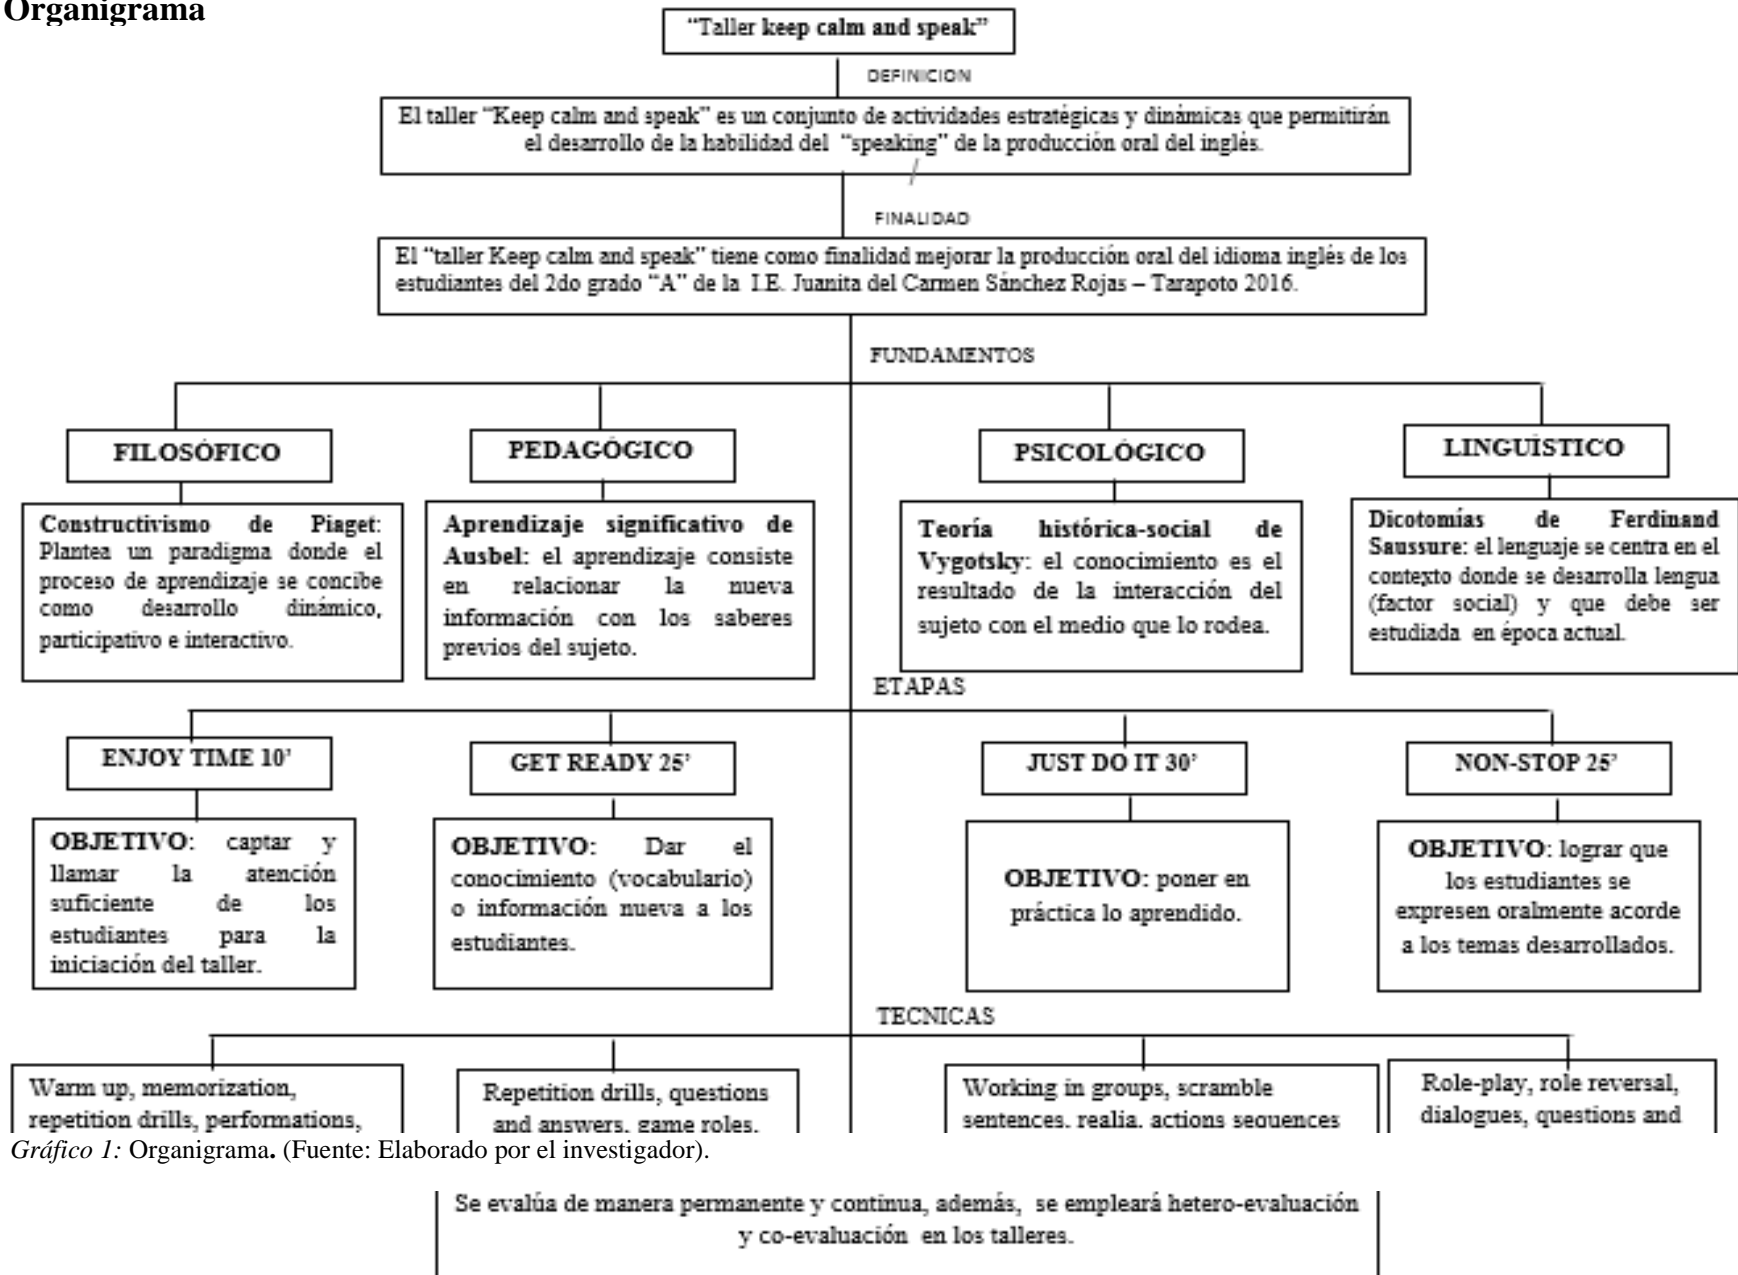 Organigrama
“Taller keep calm and speak”
DEFINICION
El taller “Keep calm and speak” es un conjunto de actividades estratégicas y dinámicas que permitirán
el desarrollo de la habilidad del “speaking” de la producción oral del inglés.
FINALIDAD
El “taller Keep calm and speak” tiene como finalidad mejorar la producción oral del idioma inglés de los
estudiantes del 2do grado “A” de la I.E. Juanita del Carmen Sánchez Rojas – Tarapoto 2016.
FUNDAMENTOS
FILOSÓFICO
Constructivismo de Piaget:
Plantea un paradigma donde el
proceso de aprendizaje se concibe
como desarrollo dinámico,
participativo e interactivo.
PEDAGÓGICO
Aprendizaje significativo de
Ausbel: el aprendizaje consiste
en relacionar la nueva
información con los saberes
previos del sujeto.
PSICOLÓGICO
Teoría histórica-social de
Vygotsky: el conocimiento es el
resultado de la interacción del
sujeto con el medio que lo rodea.
LINGUÍSTICO
Dicotomías de Ferdinand
Saussure: el lenguaje se centra en el
contexto donde se desarrolla lengua
(factor social) y que debe ser
estudiada en época actual.
ETAPAS
ENJOY TIME 10’
OBJETIVO: captar y
llamar la atención
suficiente de los
estudiantes para la
iniciación del taller.
GET READY 25’
OBJETIVO: Dar el
conocimiento (vocabulario)
o información nueva a los
estudiantes.
JUST DO IT 30’
OBJETIVO: poner en
práctica lo aprendido.
NON-STOP 25’
OBJETIVO: lograr que
los estudiantes se
expresen oralmente acorde
a los temas desarrollados.
TECNICAS
Warm up, memorization,
repetition drills, performations,
Repetition drills, questions
and answers, game roles,
Working in groups, scramble
sentences, realia, actions sequences
Role-play, role reversal,
dialogues, questions and
Gráfico 1: Organigrama. (Fuente: Elaborado por el investigador).
Se evalúa de manera permanente y continua, además, se empleará hetero-evaluación
y co-evaluación en los talleres.